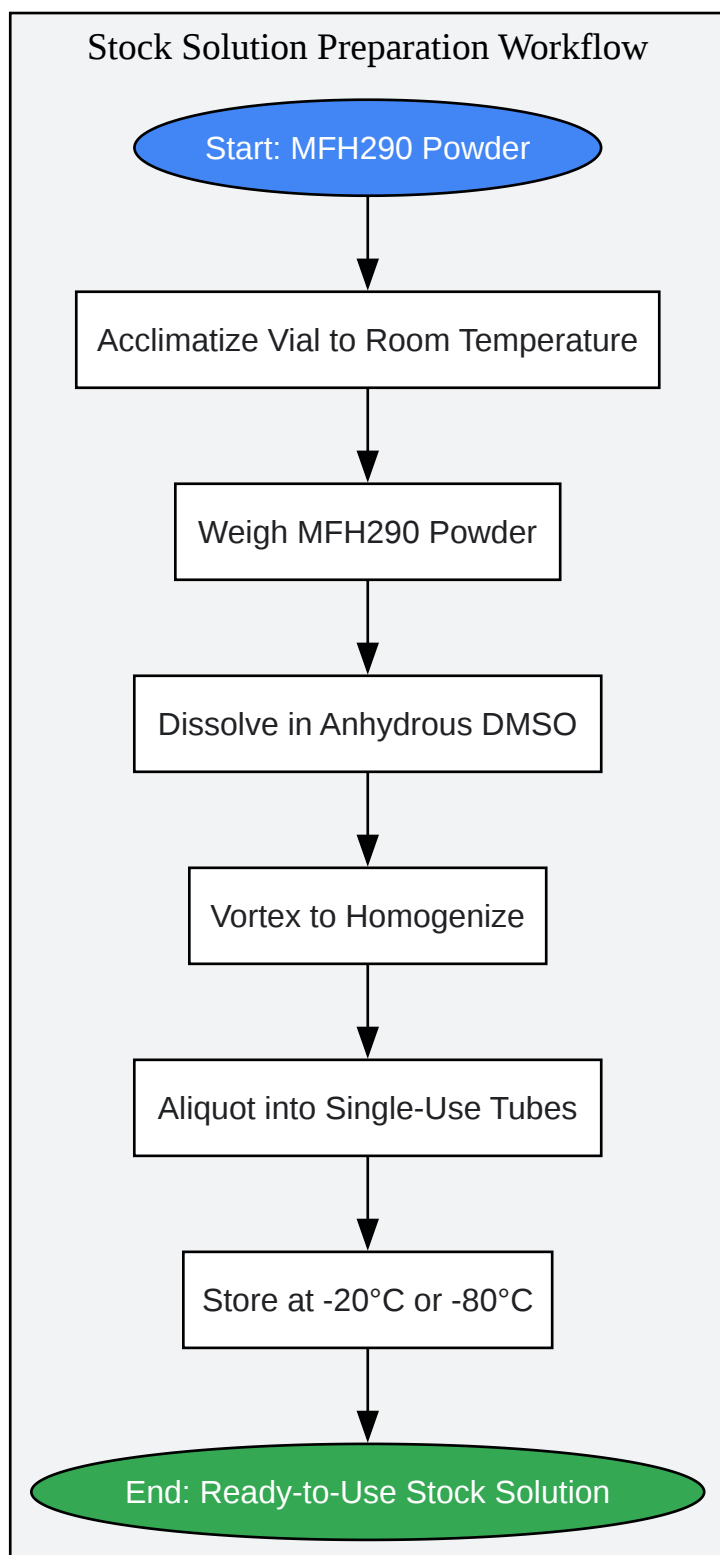 Stock Solution Preparation Workflow
Start: MFH290 Powder
Acclimatize Vial to Room Temperature
Weigh MFH290 Powder
Dissolve in Anhydrous DMSO
Vortex to Homogenize
Aliquot into Single-Use Tubes
Store at -20°C or -80°C
End: Ready-to-Use Stock Solution